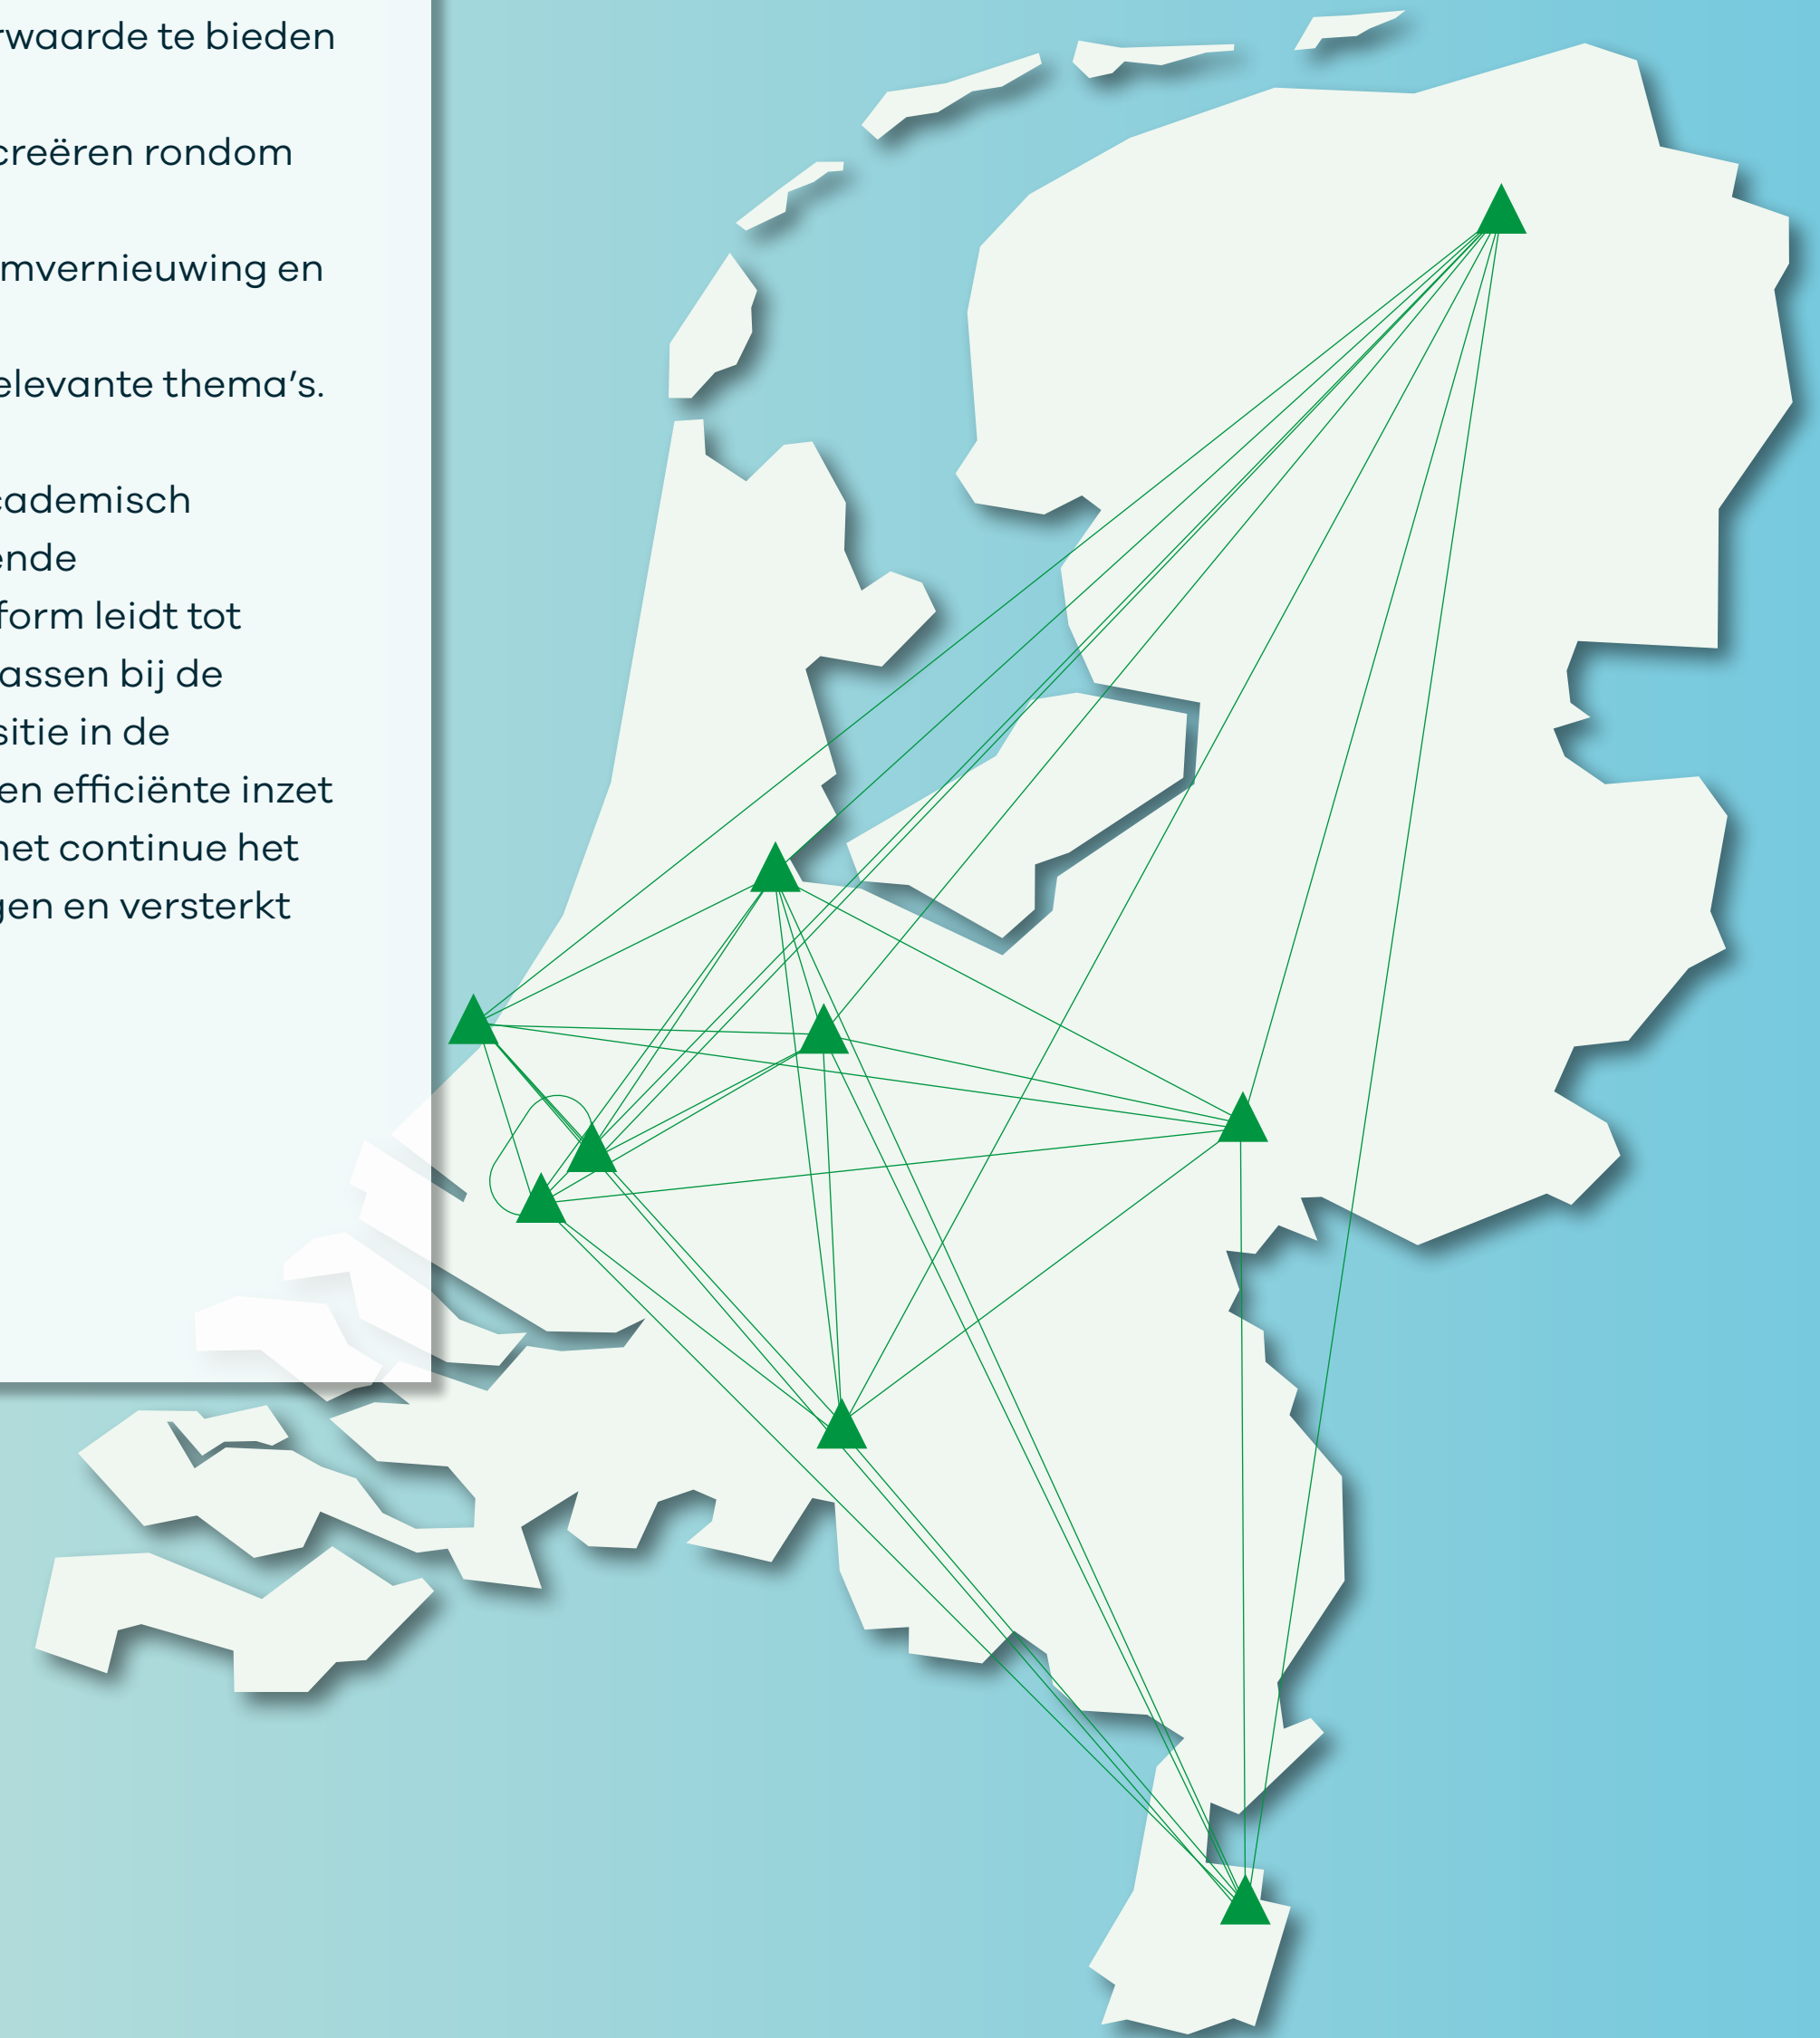 rwaarde te bieden
creëren rondom
mvernieuwing en
elevante thema's.
cademisch
ende
form leidt tot
assen bij de
sitie in de
en efficiënte inzet
net continue het
gen en versterkt